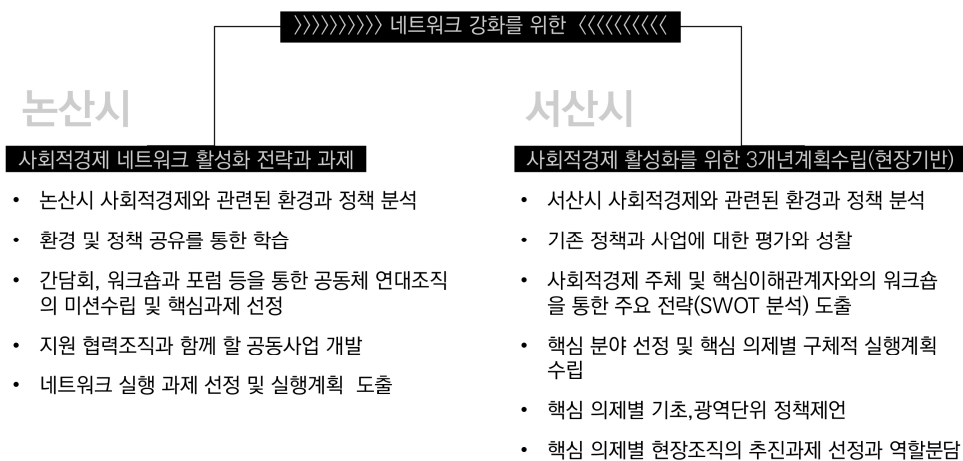 〉〉〉〉〉〉〉〉〉〉 네트워크 강화를 위한 〈〈〈〈〈〈〈〈〈〈
논산시
사회적경제 네트워크 활성화 전략과 과제
• 논산시 사회적경제와 관련된 환경과 정책 분석
• 환경 및 정책 공유를 통한 학습
• 간담회, 워크숍과 포럼 등을 통한 공동체 연대조직
의 미션수립 및 핵심과제 선정
• 지원 협력조직과 함께 할 공동사업 개발
• 네트워크 실행 과제 선정 및 실행계획 도출
서산시
사회적경제 활성화를 위한 3개년계획수립(현장기반)
• 서산시 사회적경제와 관련된 환경과 정책 분석
• 기존 정책과 사업에 대한 평가와 성찰
• 사회적경제 주체 및 핵심이해관계자와의 워크숍
을 통한 주요 전략(SWOT 분석) 도출
• 핵심 분야 선정 및 핵심 의제별 구체적 실행계획
수립
• 핵심 의제별 기초,광역단위 정책제언
• 핵심 의제별 현장조직의 추진과제 선정과 역할분담